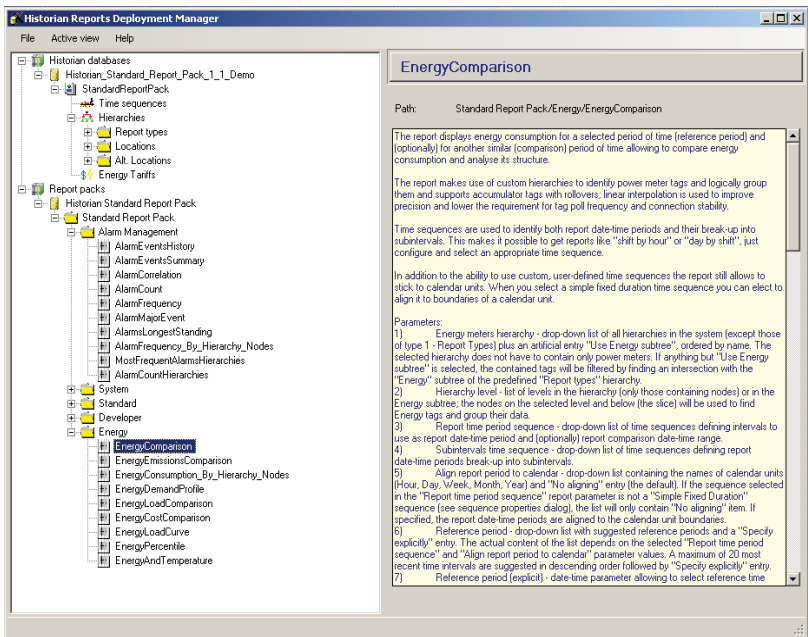 Historian Reports Deployment Manager
File Active view Help
Historian databases
Historian_Standard_Report_Pack_1_1_Demo
StandardReportPack
Time sequences
Hierarchies
Report types
Locations
Alt. Locations
Energy Tariffs
Report packs
Historian Standard Report Pack
Standard Report Pack
Alarm Management
AlarmEventsHistory
AlarmEventsSummary
AlarmCorrelation
AlarmCount
AlarmFrequency
AlarmMajorEvent
AlarmsLongestStanding
AlarmFrequency_By_Hierarchy_Nodes
MostFrequentAlarmsHierarchies
AlarmCountHierarchies
System
Standard
Developer
Energy
EnergyComparison
EnergyEmissionsComparison
EnergyConsumption_By_Hierarchy_Nodes
EnergyDemandProfile
EnergyLoadComparison
EnergyCostComparison
EnergyLoadCurve
EnergyPercentile
EnergyAndTemperature
EnergyComparison
Path: Standard Report Pack/Energy/EnergyComparison
The report displays energy consumption for a selected period of time (reference period) and
(optionally) for another similar (comparison) period of time allowing to compare energy
consumption and analyse its structure.
The report makes use of custom hierarchies to identify power meter tags and logically group
them and supports accumulator tags with rollovers; linear interpolation is used to improve
precision and lower the requirement for tag poll frequency and connection stability.
Time sequences are used to identify both report date-time periods and their break-up into
subintervals. This makes it possible to get reports like "shift by hour" or "day by shift", just
configure and select an appropriate time sequence.
In addition to the ability to use custom, user-defined time sequences the report still allows to
stick to calendar units. When you select a simple fixed duration time sequence you can elect to
align it to boundaries of a calendar unit.
Parameters:
1) Energy meters hierarchy - drop-down list of all hierarchies in the system (except those
of type 1 - Report Types) plus an artificial entry "Use Energy subtree", ordered by name. The
selected hierarchy does not have to contain only power meters. If anything but "Use Energy
subtree" is selected, the contained tags will be filtered by finding an intersection with the
"Energy" subtree of the predefined "Report types" hierarchy.
2) Hierarchy level - list of levels in the hierarchy (only those containing nodes) or in the
Energy subtree; the nodes on the selected level and below (the slice) will be used to find
Energy tags and group their data.
3) Report time period sequence - drop-down list of time sequences defining intervals to
use as report date-time period and (optionally) report comparison date-time range.
4) Subintervals time sequence - drop-down list of time sequences defining report
date-time periods break-up into subintervals.
5) Align report period to calendar - drop-down list containing the names of calendar units
(Hour, Day, Week, Month, Year) and "No aligning" entry (the default). If the sequence selected
in the "Report time period sequence" report parameter is not a "Simple Fixed Duration"
sequence (see sequence properties dialog), the list will only contain "No aligning" item. If
specified, the report date-time periods are aligned to the calendar unit boundaries.
6) Reference period - drop-down list with suggested reference periods and a "Specify
explicitly" entry. The actual content of the list depends on the selected "Report time period
sequence" and "Align report period to calendar" parameter values. A maximum of 20 most
recent time intervals are suggested in descending order followed by "Specify explicitly" entry.
7) Reference period (explicit) - date-time parameter allowing to select reference time